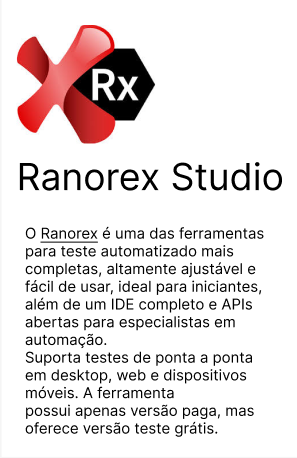 Rx
Ranorex Studio
O Ranorex é uma das ferramentas
para teste automatizado mais
completas, altamente ajustável e
fácil de usar, ideal para iniciantes,
além de um IDE completo e APIs
abertas para especialistas em
automação.
Suporta testes de ponta a ponta
em desktop, web e dispositivos
móveis. A ferramenta
possui apenas versão paga, mas
oferece versão teste grátis.